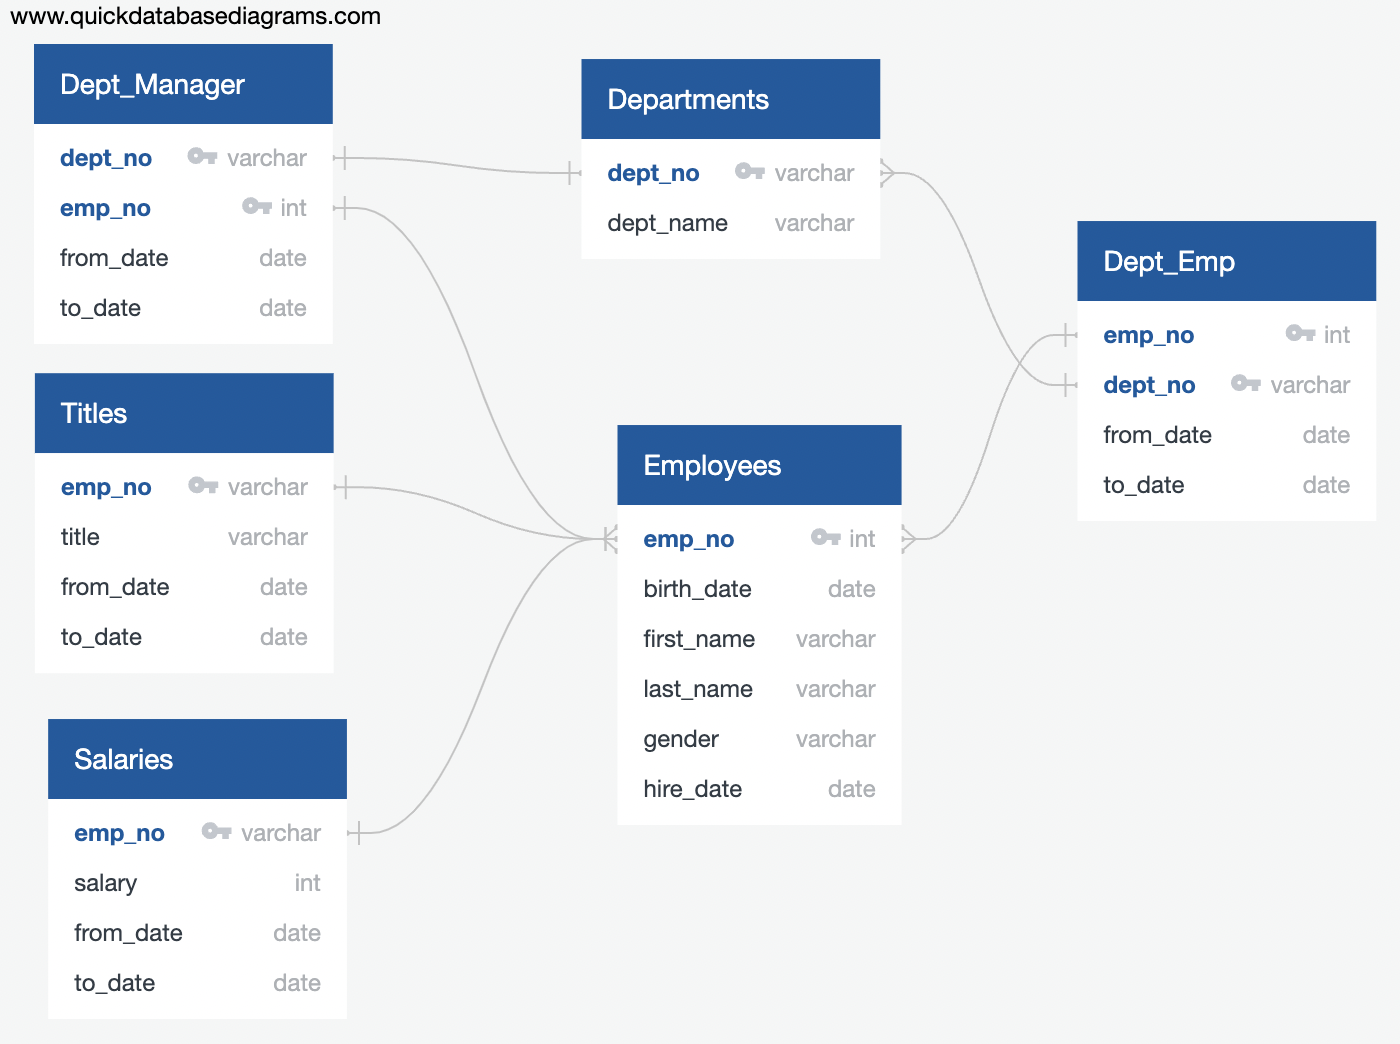 www.quickdatabasediagrams.com
Dept_Manager
dept_no varchar
emp_no int
from_date date
to_date date
Departments
dept_no varchar
dept_name varchar
Dept_Emp
emp_no int
dept_no varchar
from_date date
to_date date
Titles
emp_no varchar
title varchar
from_date date
to_date date
Employees
emp_no int
birth_date date
first_name varchar
last_name varchar
gender varchar
hire_date date
Salaries
emp_no varchar
salary int
from_date date
to_date date